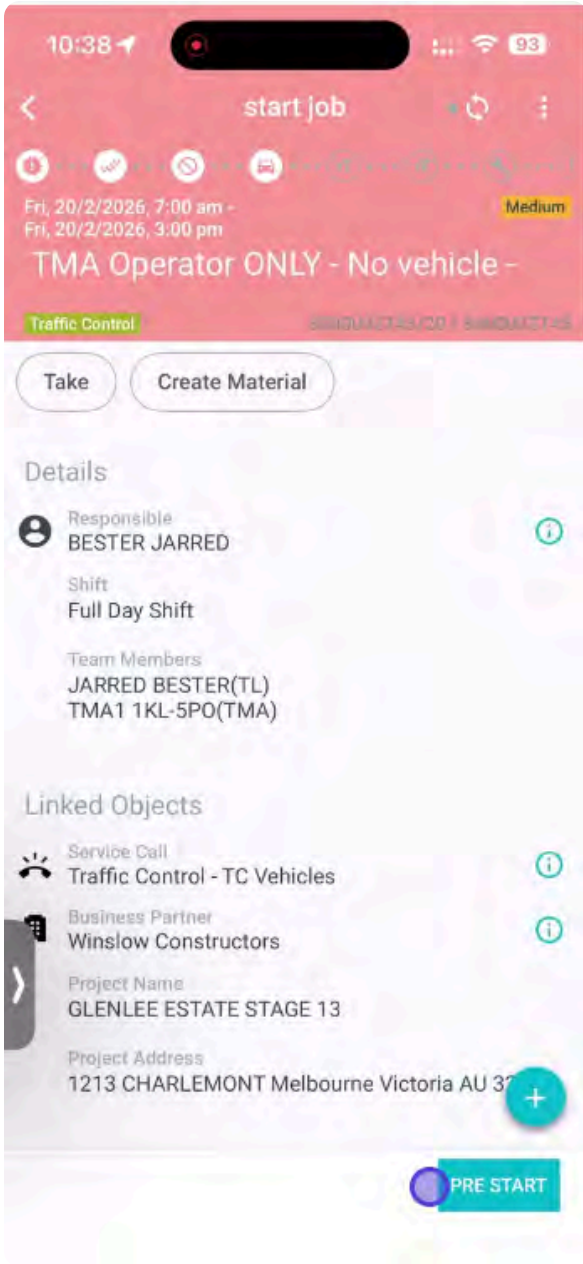 10:38
93
start job
Fri, 20/2/2026, 7:00 am -
Medium
Fri, 20/2/2026, 3:00 pm
TMA Operator ONLY - No vehicle -
Traffic Control
Take
Create Material
Details
Responsible
BESTER JARRED
Shift
Full Day Shift
Team Members
JARRED BESTER(TL)
TMA1 1KL-5PO(TMA)
Linked Objects
Service Call
Traffic Control - TC Vehicles
Business Partner
Winslow Constructors
Project Name
GLENLEE ESTATE STAGE 13
Project Address
1213 CHARLEMONT Melbourne Victoria AU
PRE START